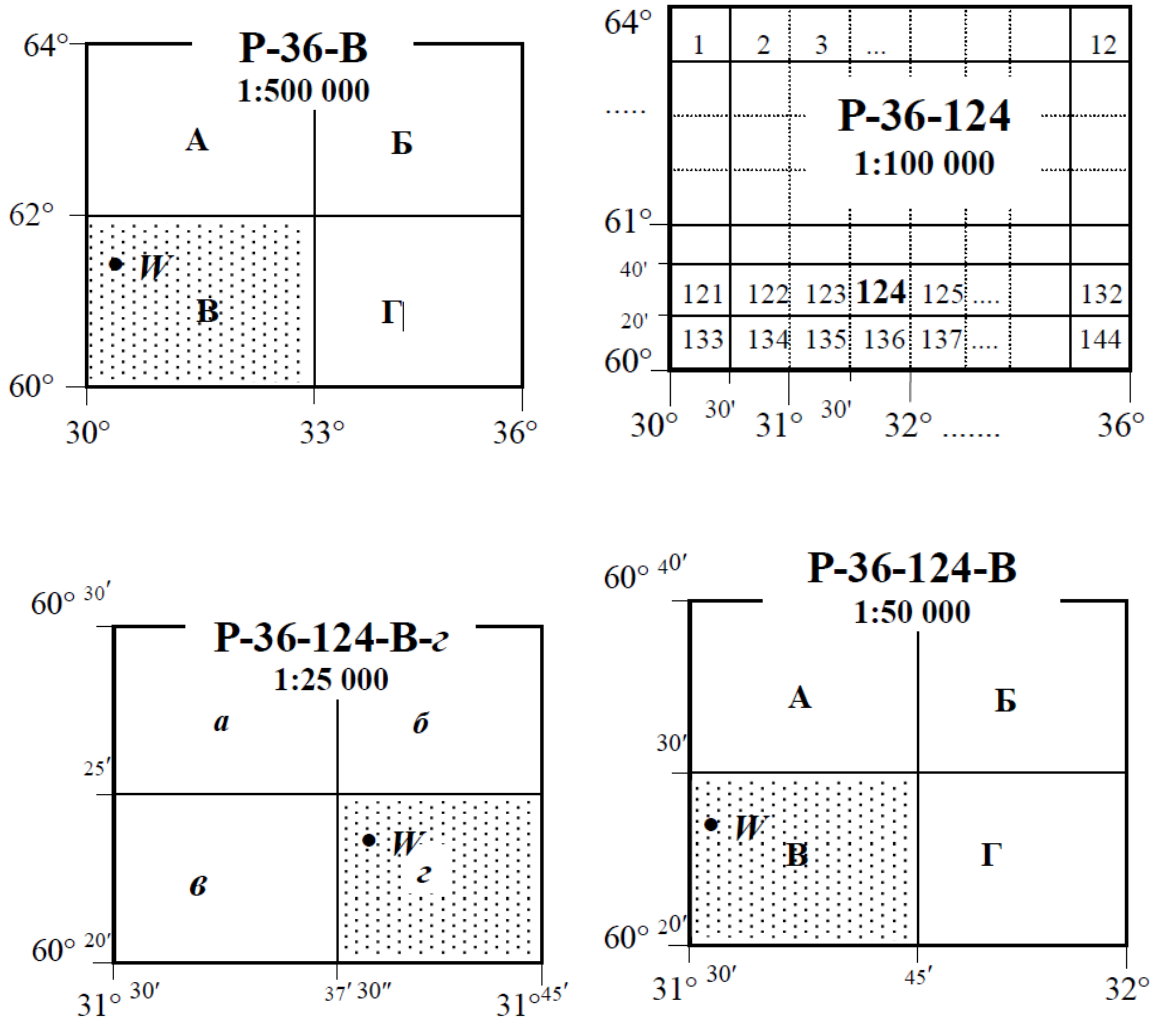 64°
Р-36-В
1:500 000
А
Б
62°
W
В
Г
60°
30°
33°
36°
64°
1 2 3 ... 12
.....
Р-36-124
1:100 000
61°
40'
121 122 123 124 125 .... 132
20'
133 134 135 136 137 .... 144
60°
30° 30' 31° 30' 32° ....... 36°
60° 30′
Р-36-124-В-г
1:25 000
а
б
25′
W
в
г
60° 20′
31° 30′
37′ 30″
31° 45′
60° 40′
Р-36-124-В
1:50 000
А
Б
30′
W
В
Г
60° 20′
31° 30′
45′
32°